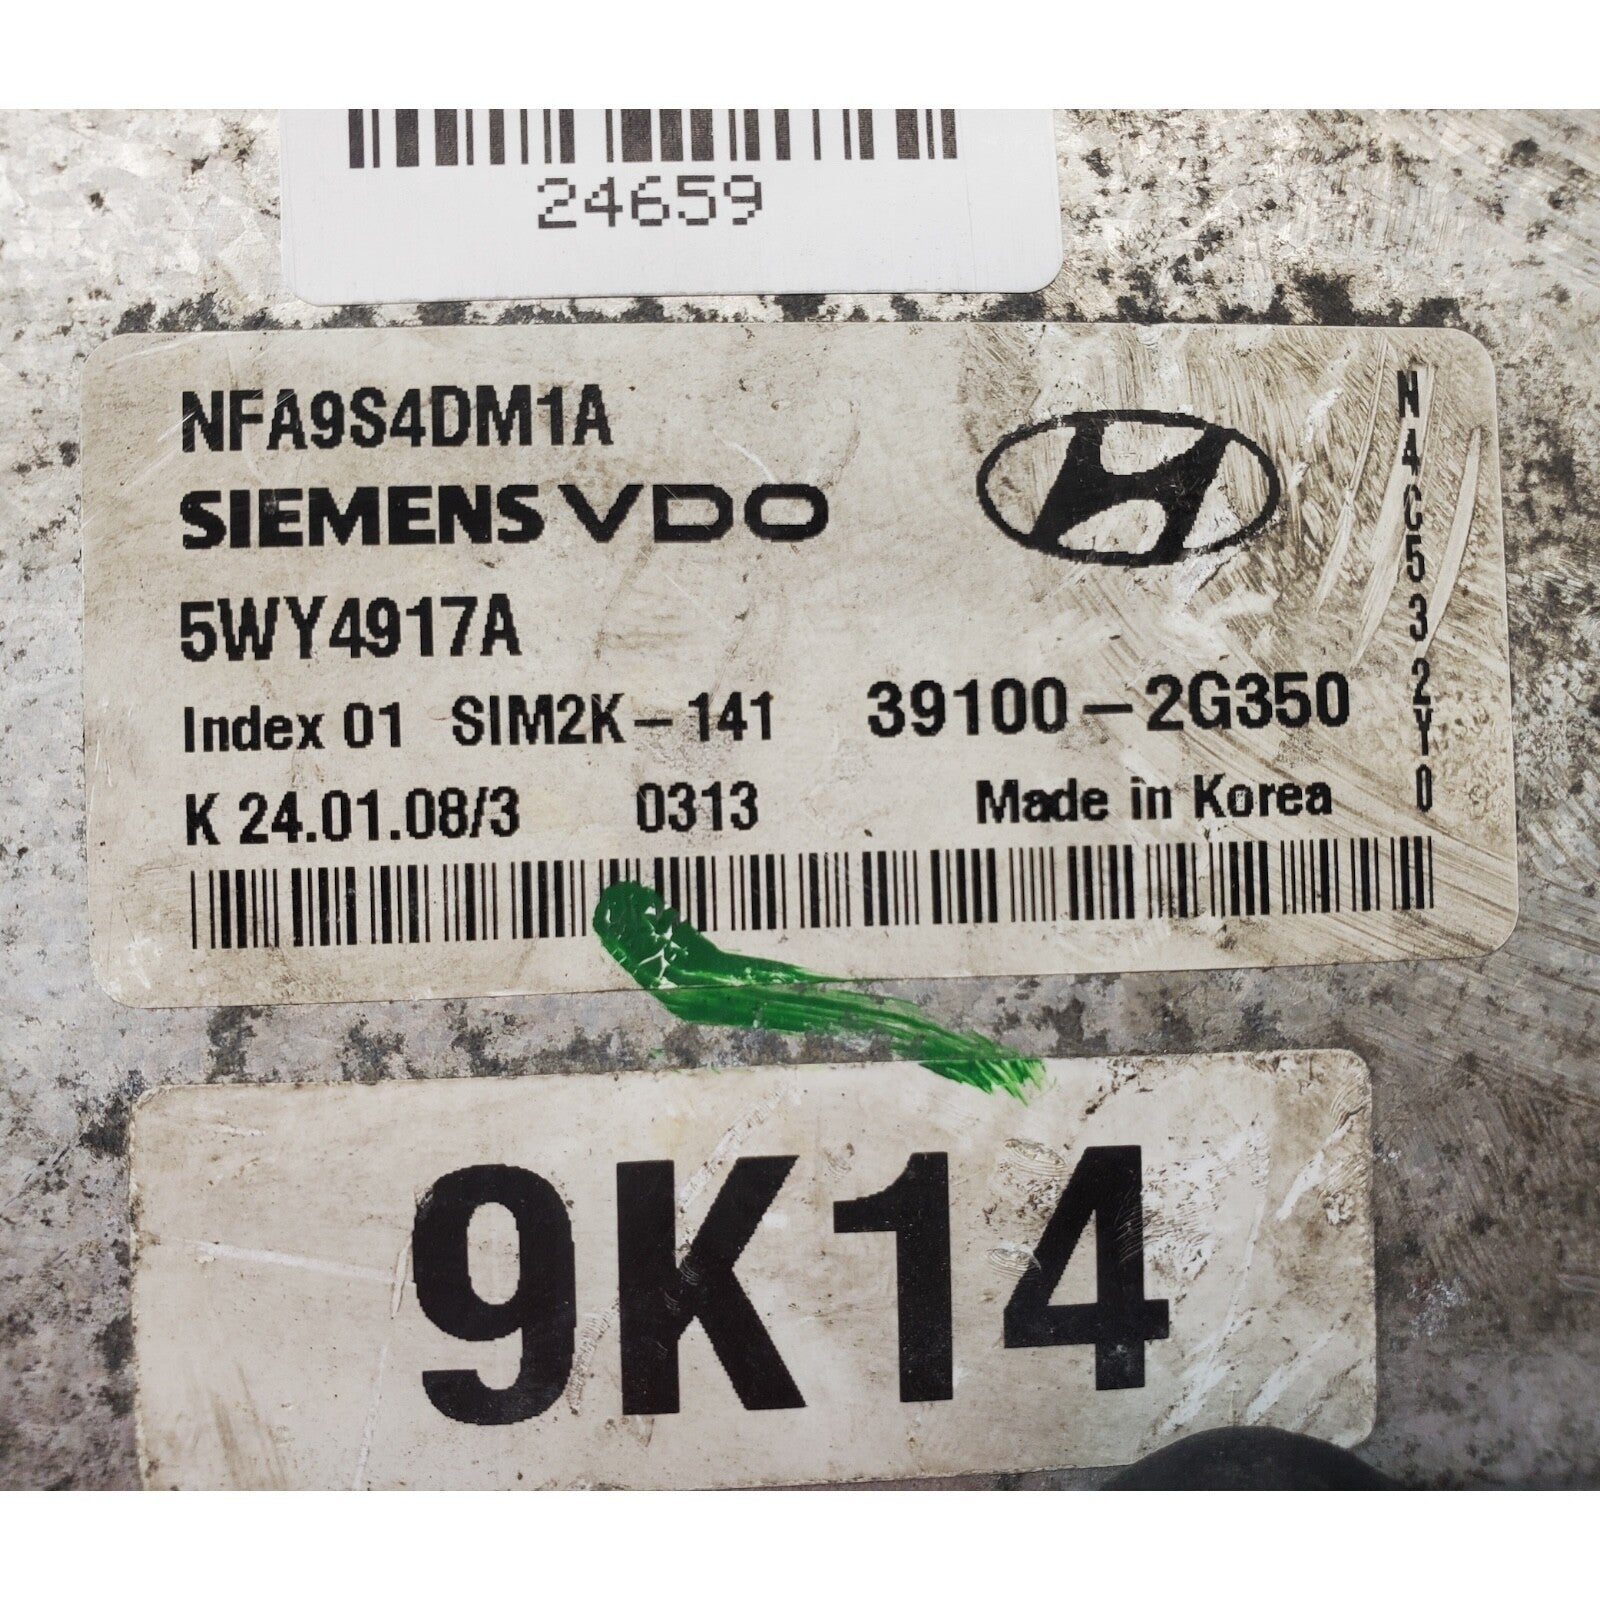 24659
NFA9S4DM1A
SIEMENS VDO
5WY4917A
Index 01 SIM2K-141 39100-2G350
K 24.01.08/3 0313 Made in Korea
N4C532Y0
9K14